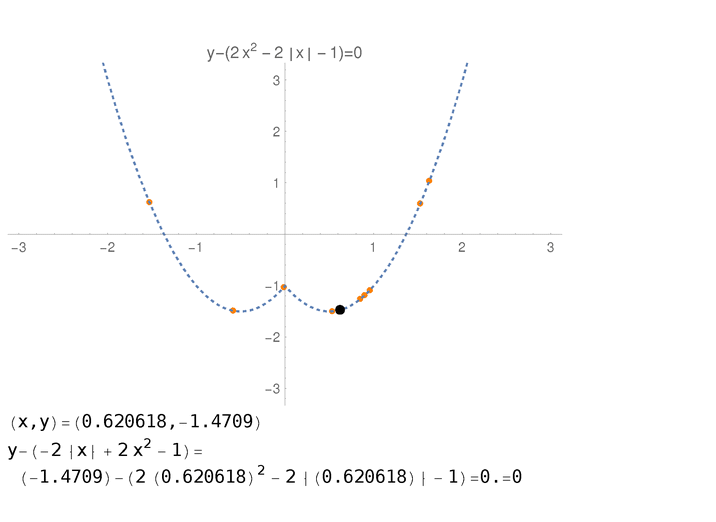 y−(2 x² − 2 |x| − 1)=0
3
2
1
−3 −2 −1 1 2 3
−1
−2
−3
(x,y)=(0.620618,−1.4709)
y−(−2 |x| + 2 x² − 1)=
(−1.4709)−(2 (0.620618)² − 2 |(0.620618)| − 1)=0.=0